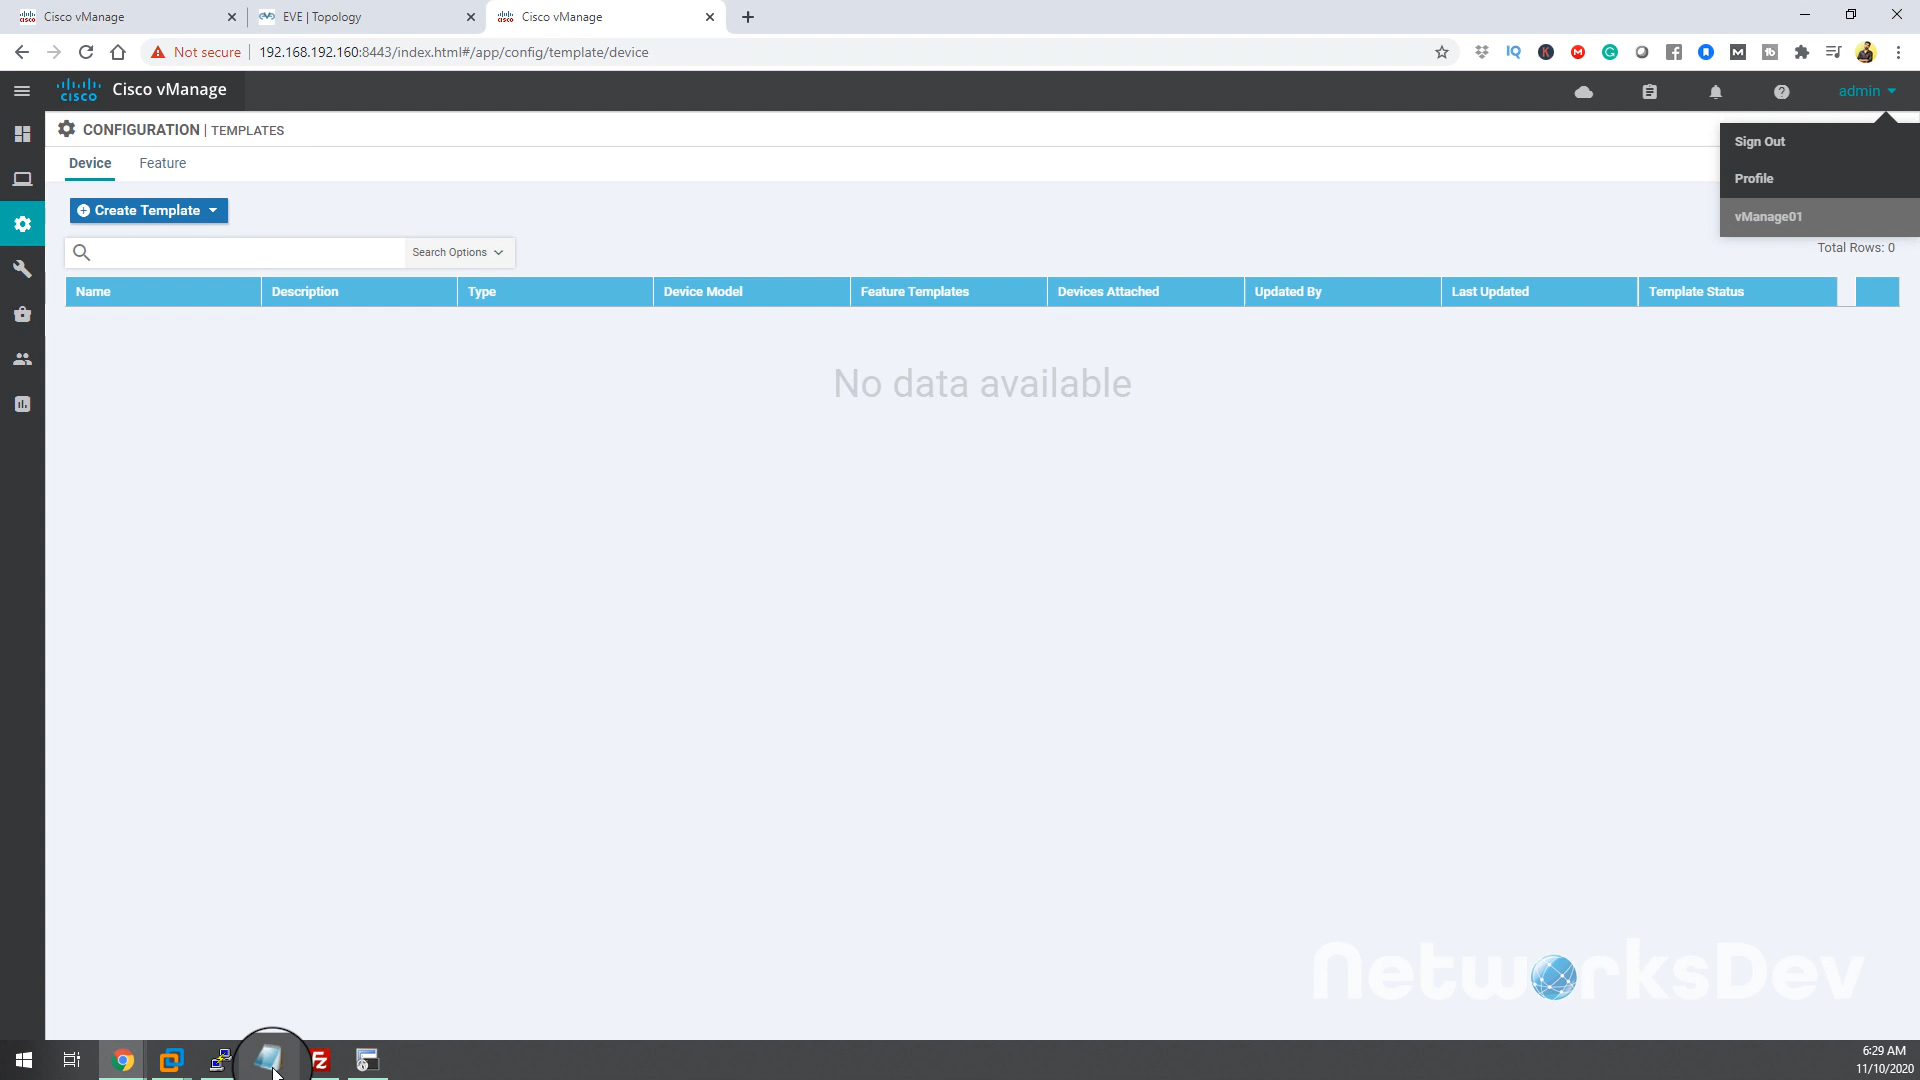 Cisco vManage
EVE | Topology
Cisco vManage
Not secure
192.168.192.160:8443/index.html#/app/config/template/device
Cisco vManage
admin
CONFIGURATION | TEMPLATES
Sign Out
Profile
vManage01
Device
Feature
Create Template
Total Rows: 0
Search Options
Name
Description
Type
Device Model
Feature Templates
Devices Attached
Updated By
Last Updated
Template Status
No data available
NetworksDev
6:29 AM
11/10/2020